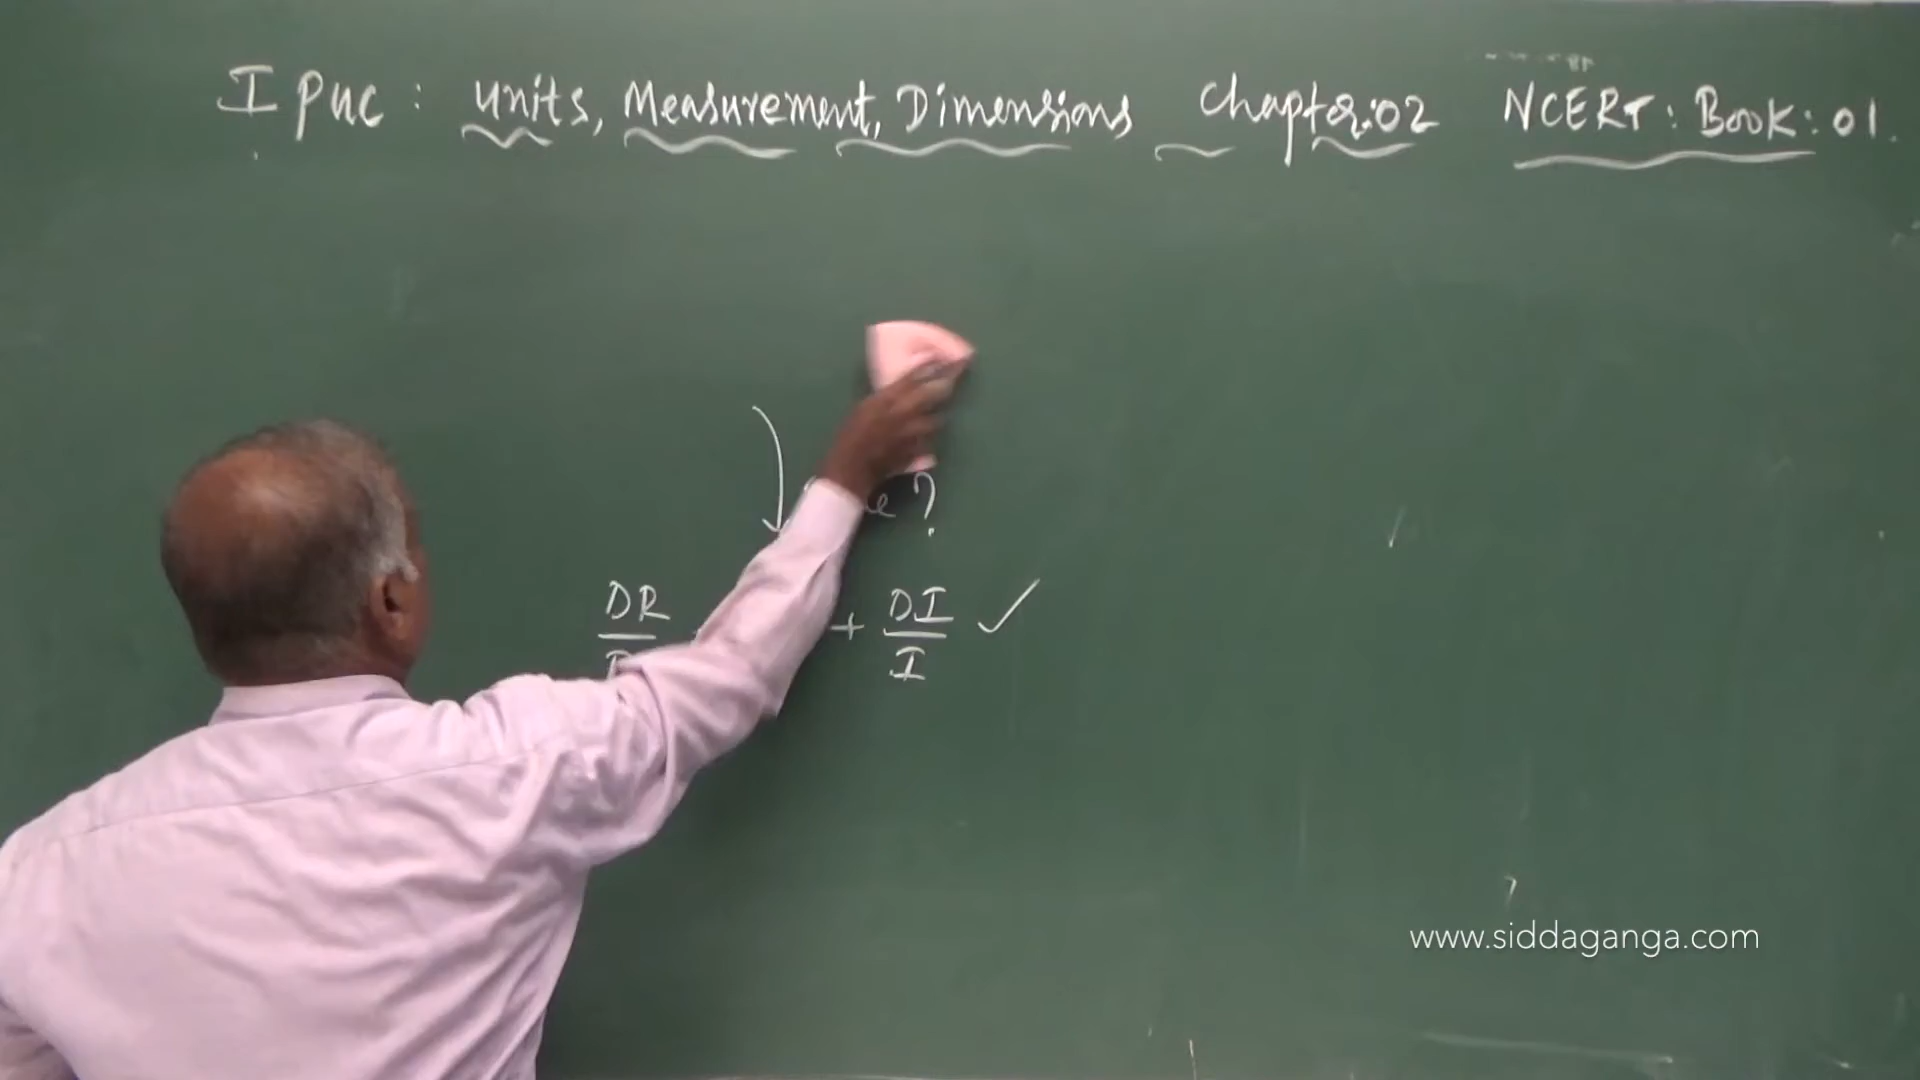 I PUC : Units, Measurement, Dimensions Chapter:02 NCERT : Book : 01.
?
DR + DI ✓
I
www.siddaganga.com